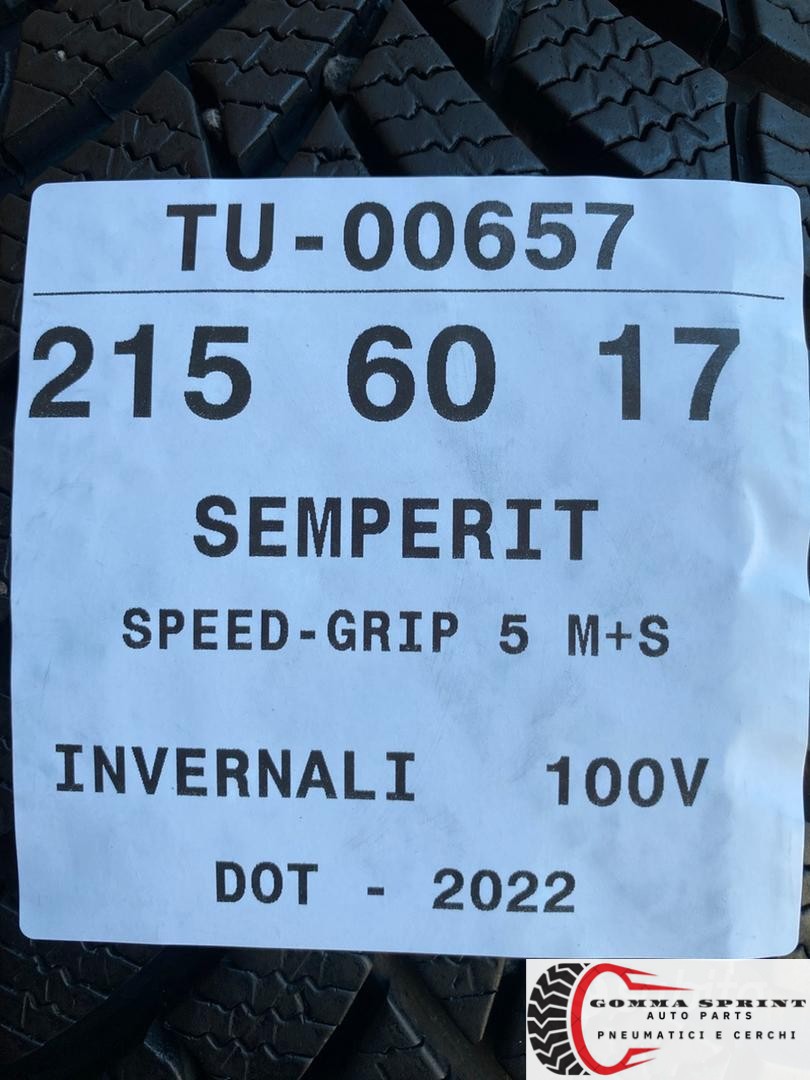 TU-00657
215 60 17
SEMPERIT
SPEED-GRIP 5 M+S
INVERNALI 100V
DOT - 2022
GOMMA SPRINT
AUTO PARTS
PNEUMATICI E CERCHI